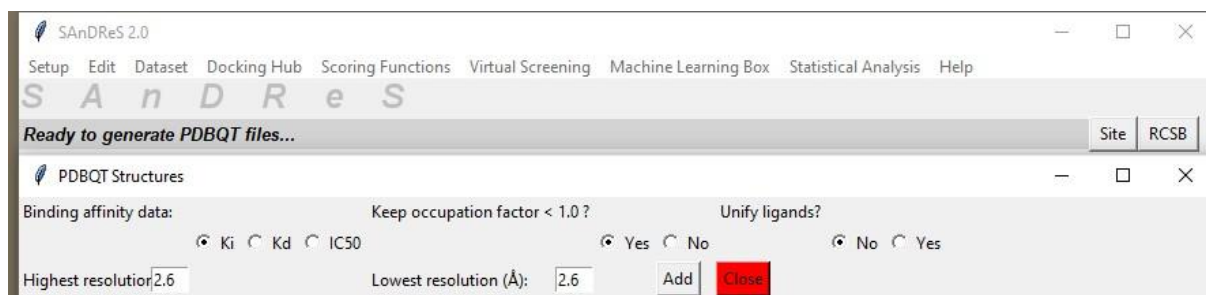 SAnDReS 2.0
Setup Edit Dataset Docking Hub Scoring Functions Virtual Screening Machine Learning Box Statistical Analysis Help
S A n D R e S
Ready to generate PDBQT files... Site RCSB
PDBQT Structures
Binding affinity data: Keep occupation factor < 1.0 ? Unify ligands?
Ki Kd IC50 Yes No No Yes
Highest resolution 2.6 Lowest resolution (Å): 2.6 Add Close